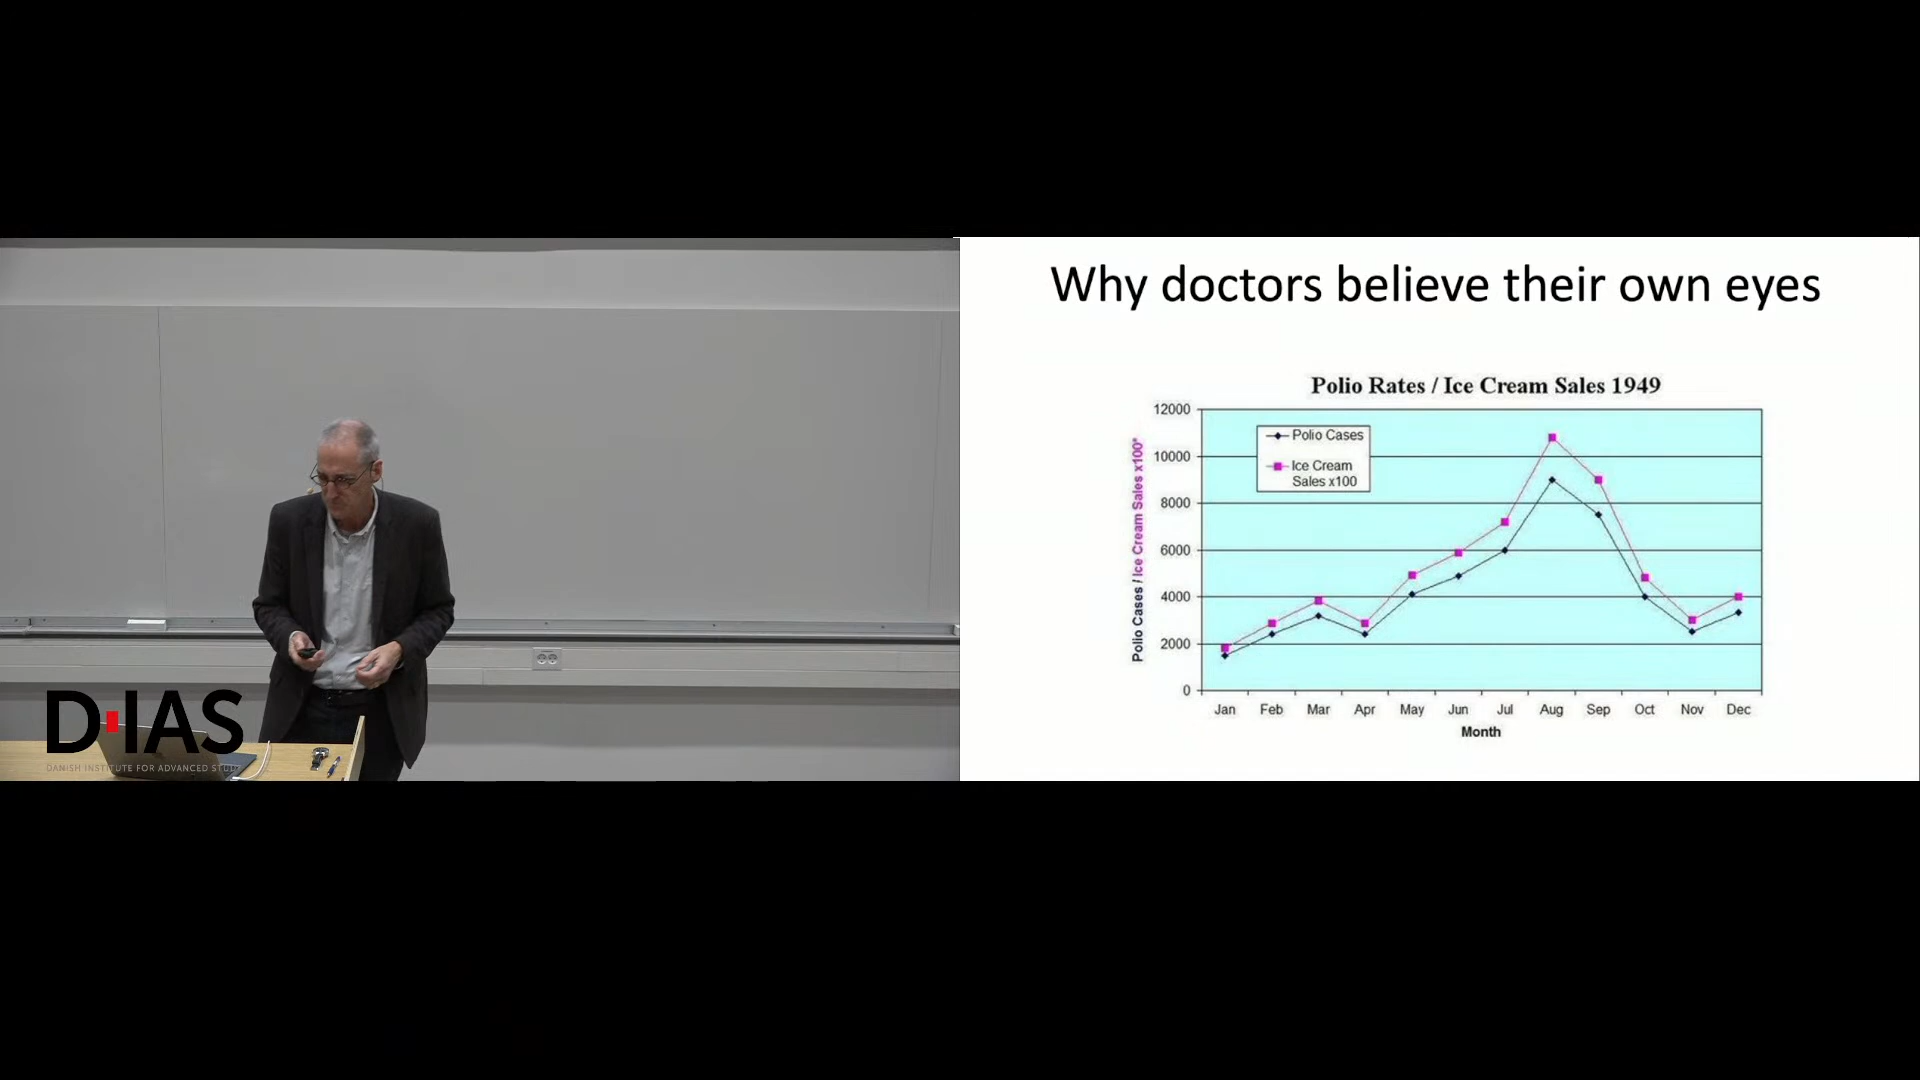 Why doctors believe their own eyes
Polio Rates / Ice Cream Sales 1949
Polio Cases / Ice Cream Sales x100"
12000
10000
8000
6000
4000
2000
0
Polio Cases
Ice Cream
Sales x100
Jan Feb Mar Apr May Jun Jul Aug Sep Oct Nov Dec
Month
D-IAS
DANISH INSTITUTE FOR ADVANCED STUDY